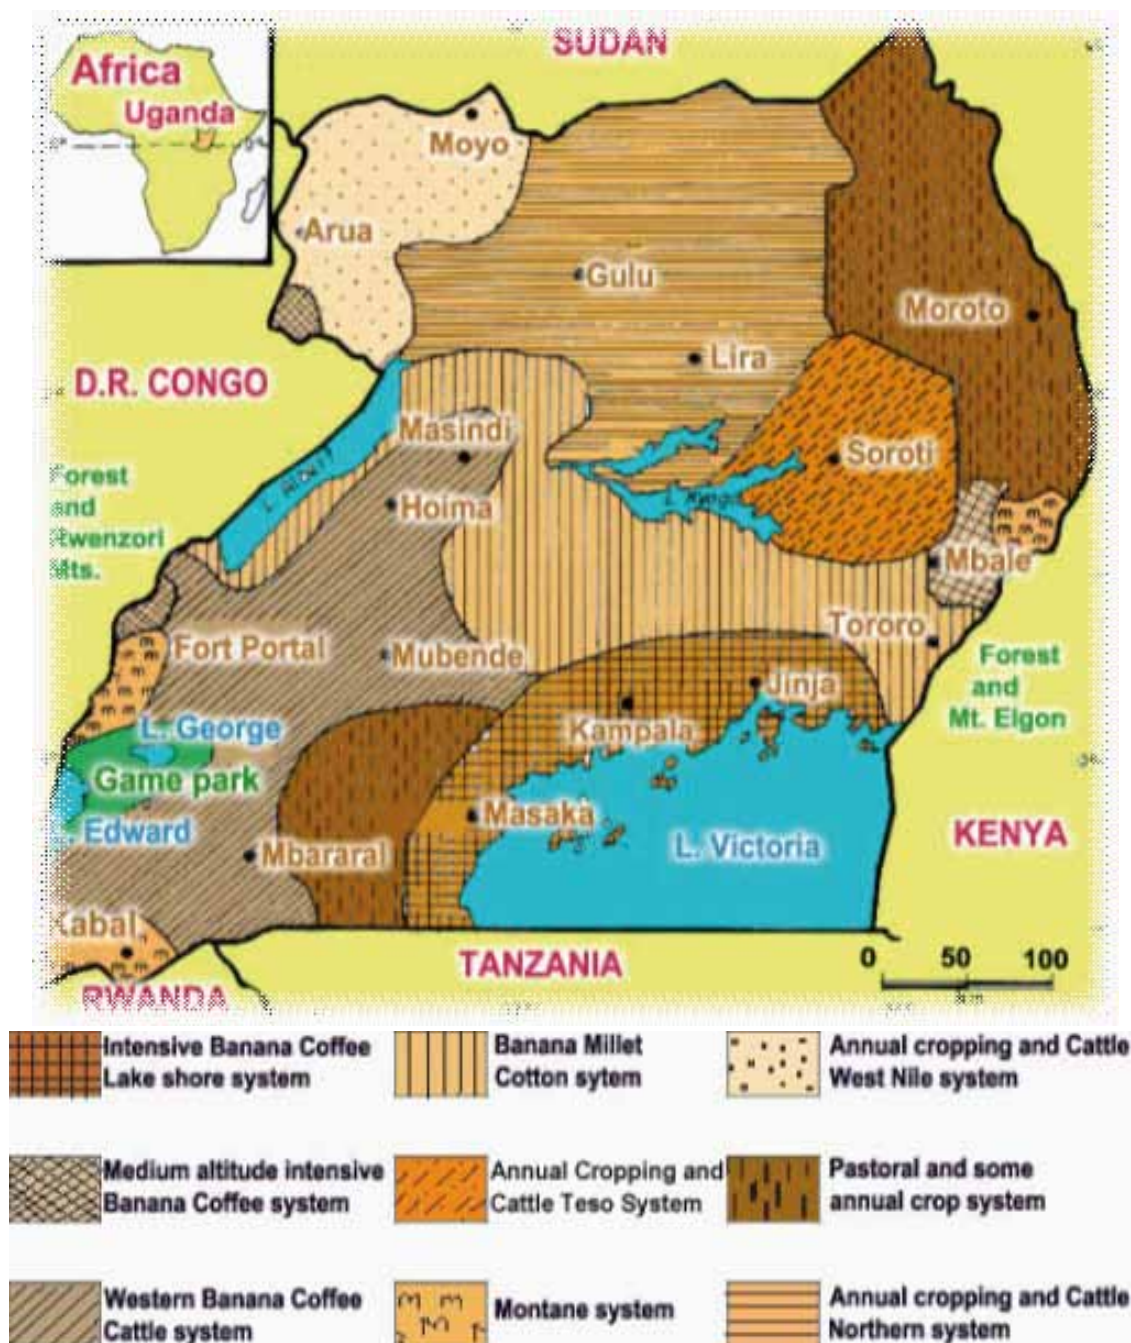 SUDAN
Africa
Uganda
0°
0°
Moyo
Arua
Gulu
Moroto
Lira
D.R. CONGO
Masindi
Soroti
Hoima
Forest
and
Rwenzori
Mts.
Mbale
Tororo
Fort Portal
Mubende
Forest
and
Mt. Elgon
Jinja
L. George
Kampala
Game park
Masaka
L. Edward
L. Victoria
KENYA
Mbararal
Kabal
TANZANIA
0 50 100
RWANDA
Intensive Banana Coffee
Lake shore system
Banana Millet
Cotton sytem
Annual cropping and Cattle
West Nile system
Medium altitude intensive
Banana Coffee system
Annual Cropping and
Cattle Teso System
Pastoral and some
annual crop system
Western Banana Coffee
Cattle system
Montane system
Annual cropping and Cattle
Northern system